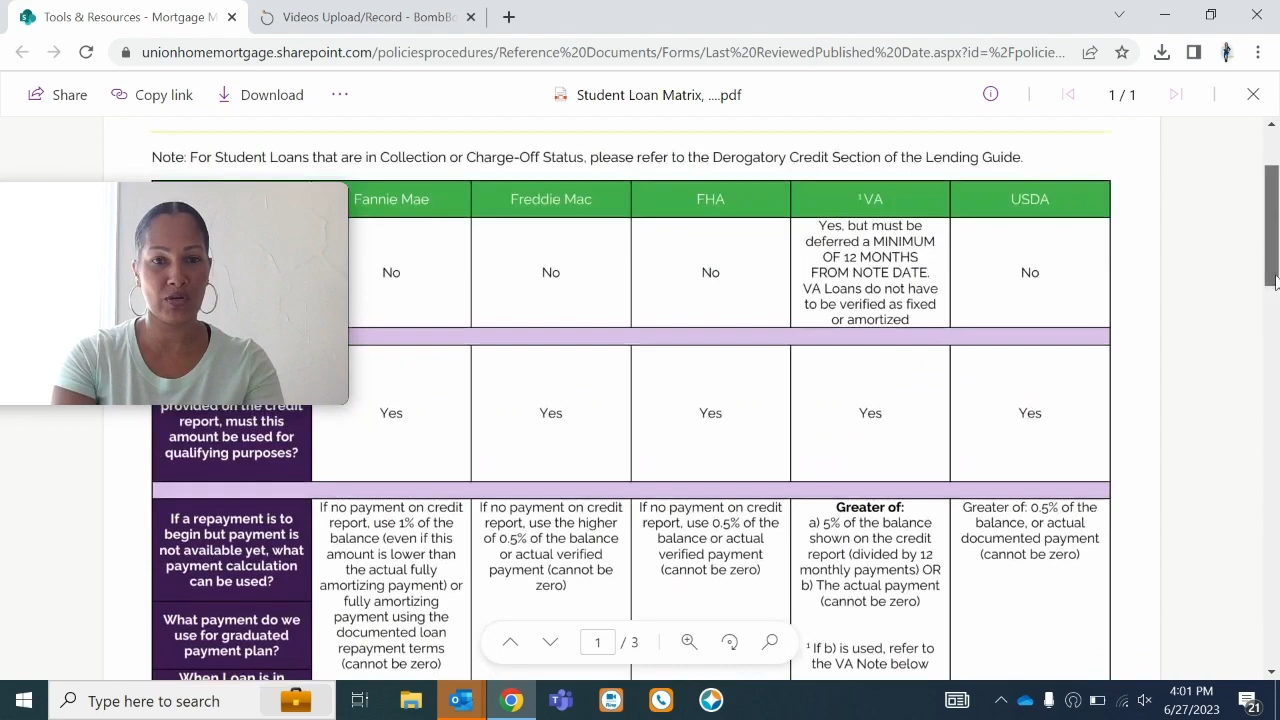 Tools & Resources - Mortgage M
Videos Upload/Record - BombBo
unionhomemortgage.sharepoint.com/policiesprocedures/Reference%20Documents/Forms/Last%20ReviewedPublished%20Date.aspx?id=%2Fpolicie...
Share
Copy link
Download
Student Loan Matrix, ....pdf
1 / 1
Note: For Student Loans that are in Collection or Charge-Off Status, please refer to the Derogatory Credit Section of the Lending Guide.
Fannie Mae
Freddie Mac
FHA
¹ VA
USDA
No
No
No
Yes, but must be
deferred a MINIMUM
OF 12 MONTHS
FROM NOTE DATE.
VA Loans do not have
to be verified as fixed
or amortized
No
provided on the credit
report, must this
amount be used for
qualifying purposes?
Yes
Yes
Yes
Yes
Yes
If a repayment is to
begin but payment is
not available yet, what
payment calculation
can be used?
What payment do we
use for graduated
payment plan?
When Loan is in
If no payment on credit
report, use 1% of the
balance (even if this
amount is lower than
the actual fully
amortizing payment) or
fully amortizing
payment using the
documented loan
repayment terms
(cannot be zero)
If no payment on credit
report, use the higher
of 0.5% of the balance
or actual verified
payment (cannot be
zero)
If no payment on credit
report, use 0.5% of the
balance or actual
verified payment
(cannot be zero)
Greater of:
a) 5% of the balance
shown on the credit
report (divided by 12
monthly payments) OR
b) The actual payment
(cannot be zero)
¹ If b) is used, refer to
the VA Note below
Greater of: 0.5% of the
balance, or actual
documented payment
(cannot be zero)
1 / 3
Type here to search
4:01 PM
6/27/2023
21